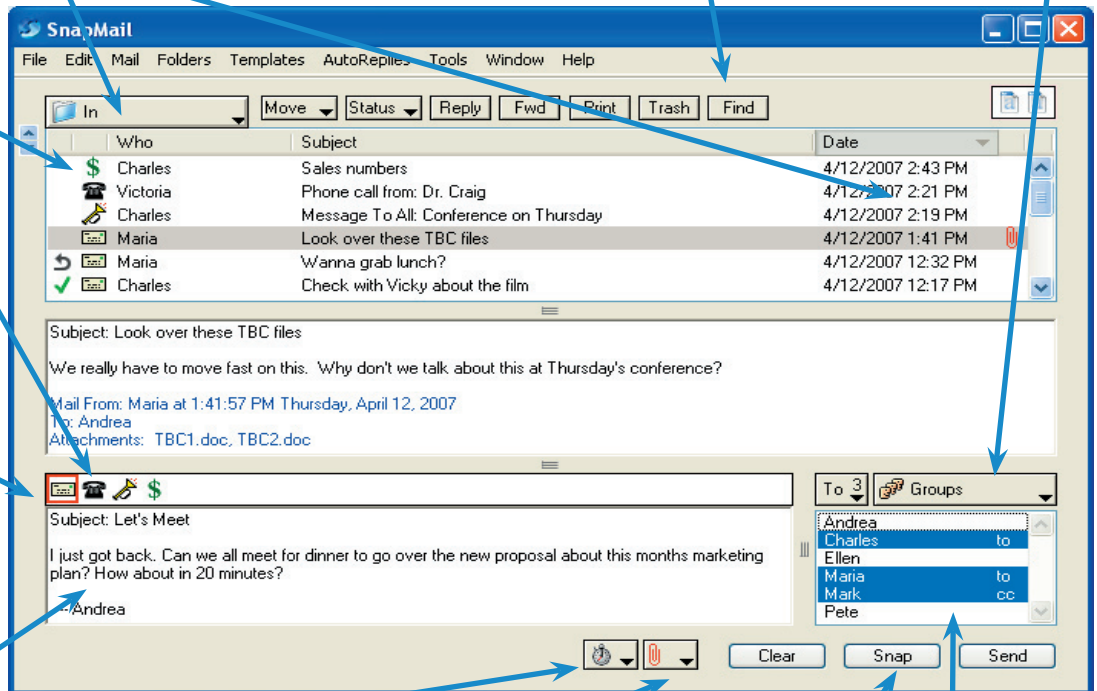 SnapMail
File Edit Mail Folders Templates AutoReplies Tools Window Help
In Move Status Reply Fwd Print Trash Find
Who Subject Date
$ Charles Sales numbers 4/12/2007 2:43 PM
Victoria Phone call from: Dr. Craig 4/12/2007 2:21 PM
Charles Message To All: Conference on Thursday 4/12/2007 2:19 PM
Maria Look over these TBC files 4/12/2007 1:41 PM
Maria Wanna grab lunch? 4/12/2007 12:32 PM
Charles Check with Vicky about the film 4/12/2007 12:17 PM
Subject: Look over these TBC files
We really have to move fast on this. Why don't we talk about this at Thursday's conference?
Mail From: Maria at 1:41:57 PM Thursday, April 12, 2007
To: Andrea
Attachments: TBC1.doc, TBC2.doc
$
To 3 Groups
Subject: Let's Meet
I just got back. Can we all meet for dinner to go over the new proposal about this months marketing
plan? How about in 20 minutes?
--Andrea
Andrea
Charles to
Ellen
Maria to
Mark cc
Pete
Clear Snap Send